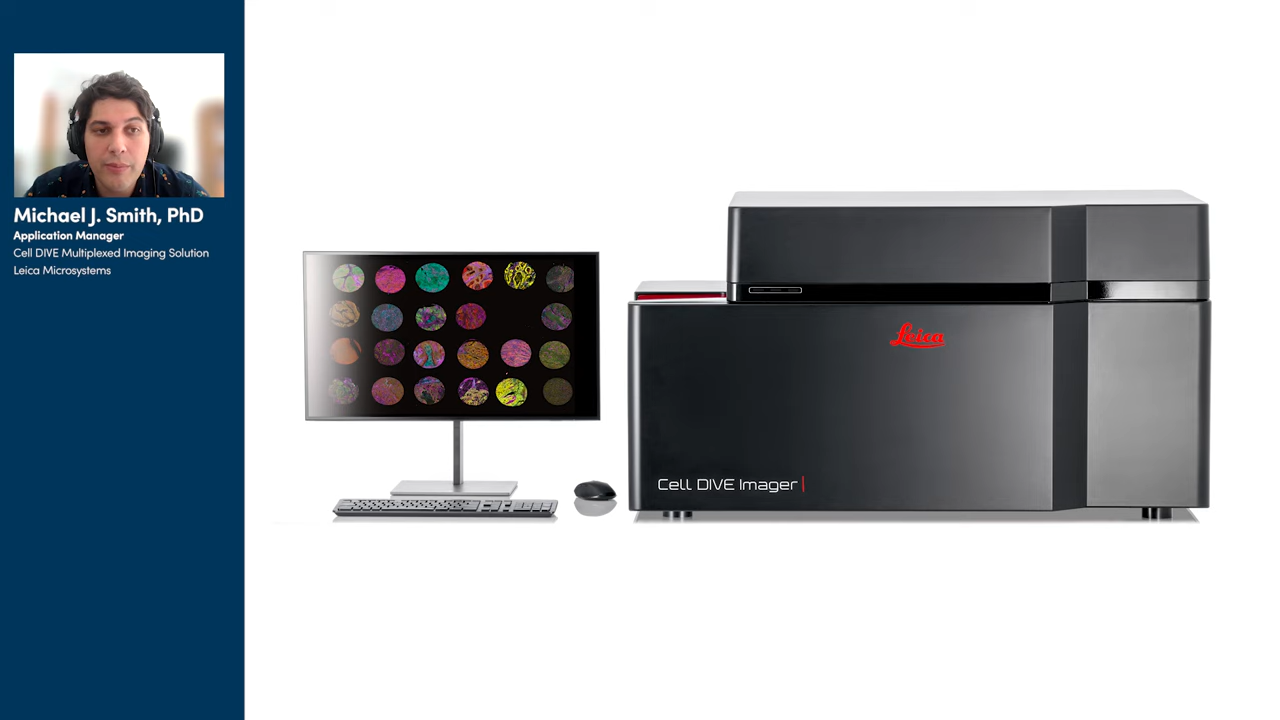 Michael J. Smith, PhD
Application Manager
Cell DIVE Multiplexed Imaging Solution
Leica Microsystems
Leica
Cell DIVE Imager